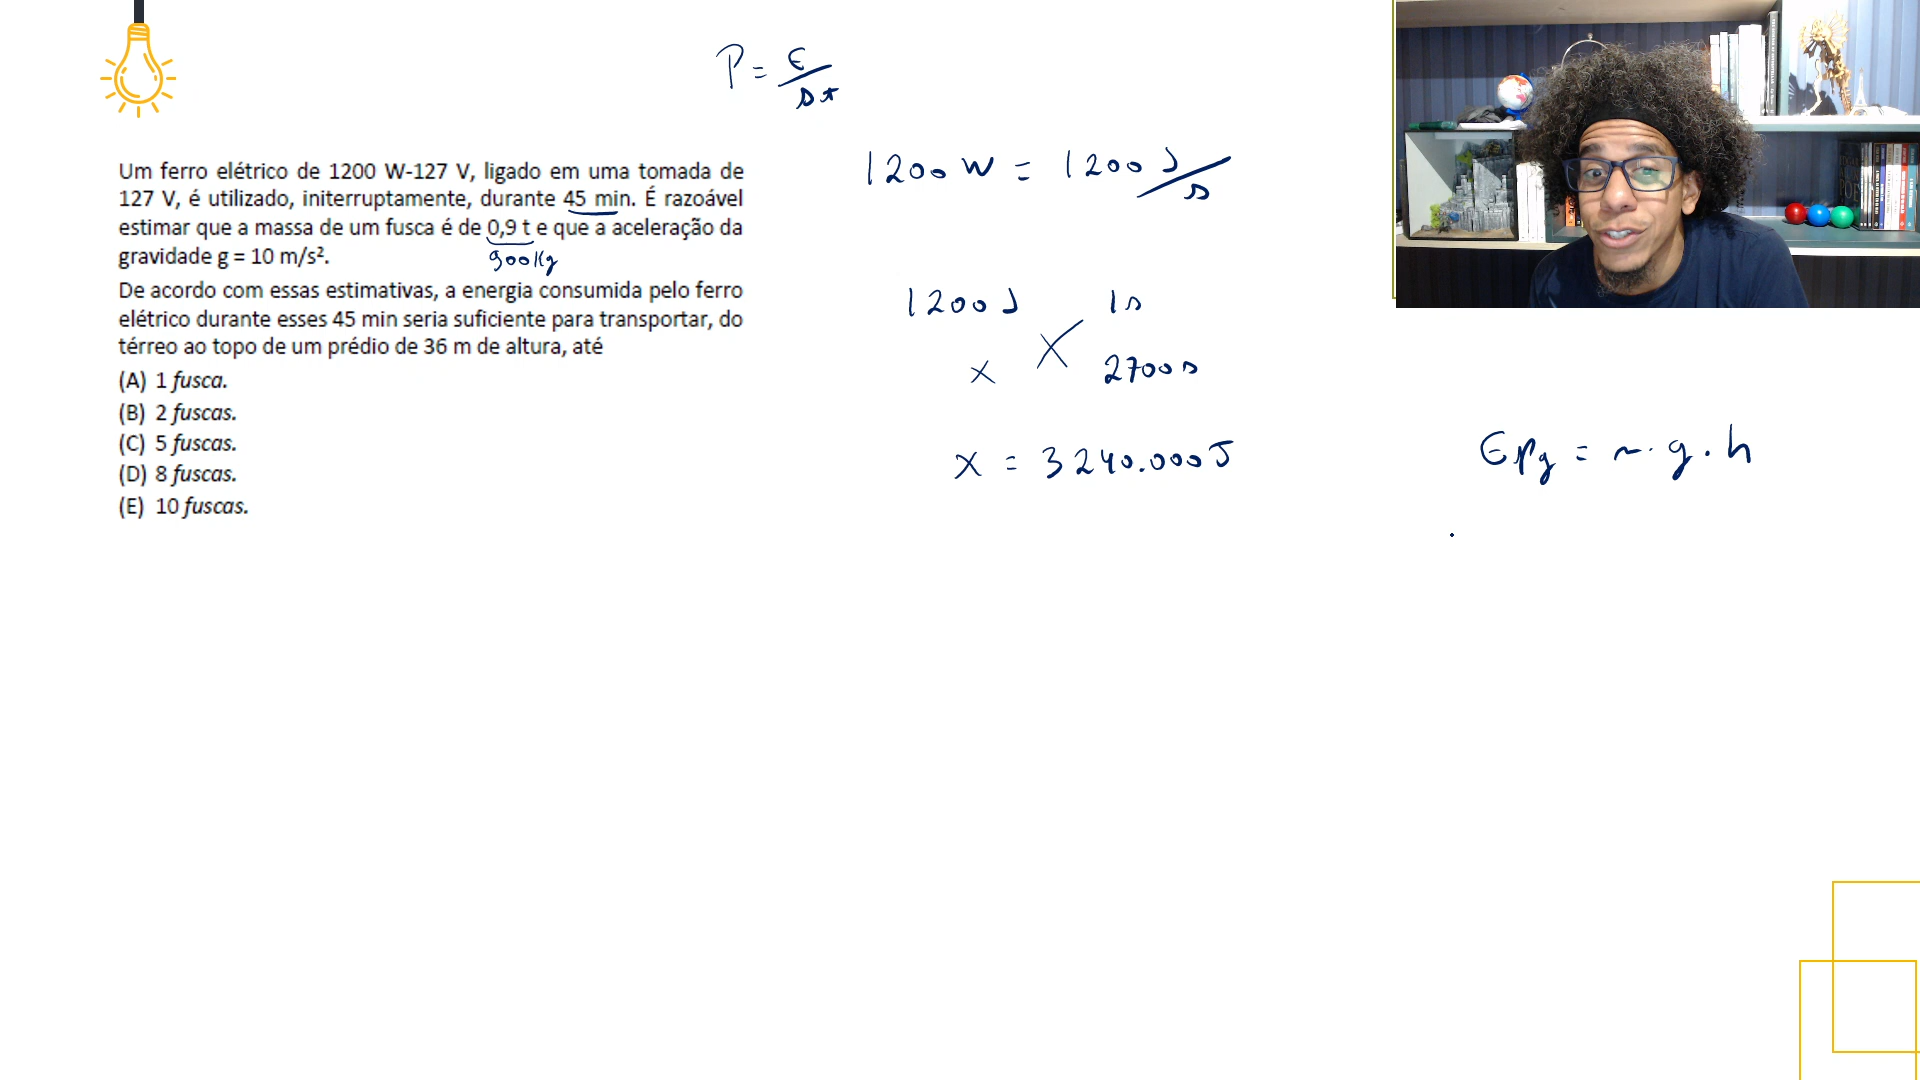 P = E/Δt
Um ferro elétrico de 1200 W-127 V, ligado em uma tomada de
127 V, é utilizado, initerruptamente, durante 45 min. É razoável
estimar que a massa de um fusca é de 0,9 t e que a aceleração da
gravidade g = 10 m/s².
900Kg
De acordo com essas estimativas, a energia consumida pelo ferro
elétrico durante esses 45 min seria suficiente para transportar, do
térreo ao topo de um prédio de 36 m de altura, até
(A) 1 fusca.
(B) 2 fuscas.
(C) 5 fuscas.
(D) 8 fuscas.
(E) 10 fuscas.
1200 W = 1200 J/s
1200 J 1s
x 2700s
x = 3240.000J
Epg = m.g.h